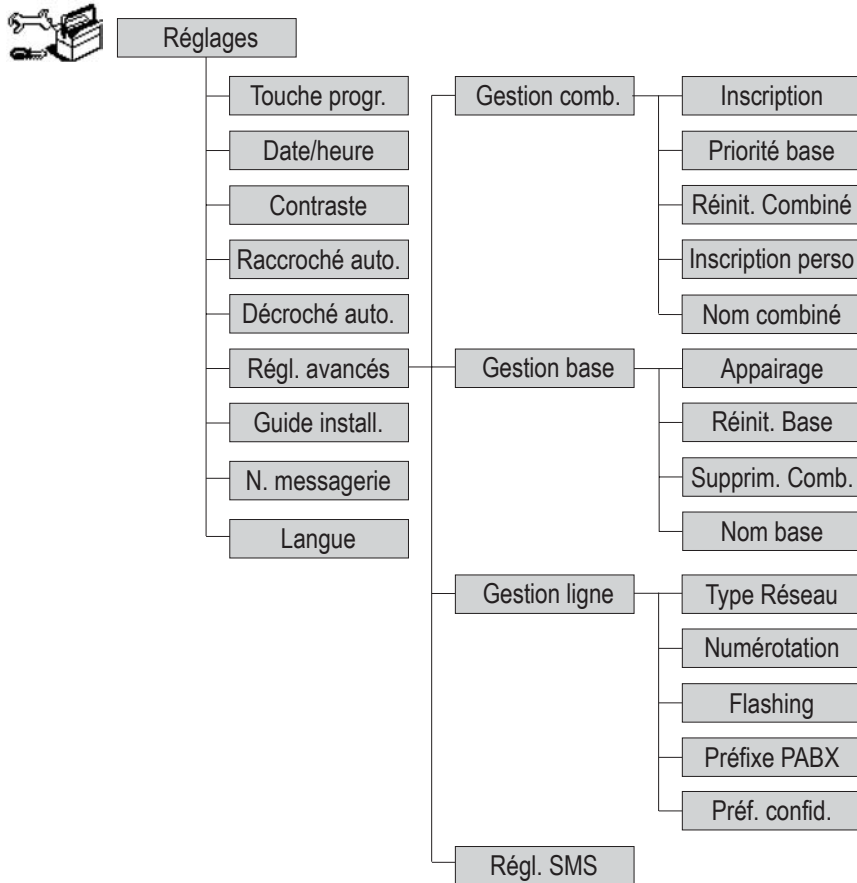 Réglages
Touche progr.
Date/heure
Contraste
Raccroché auto.
Décroché auto.
Régl. avancés
Guide install.
N. messagerie
Langue
Gestion comb.
Inscription
Priorité base
Réinit. Combiné
Inscription perso
Nom combiné
Gestion base
Appairage
Réinit. Base
Supprim. Comb.
Nom base
Gestion ligne
Type Réseau
Numérotation
Flashing
Préfixe PABX
Préf. confid.
Régl. SMS